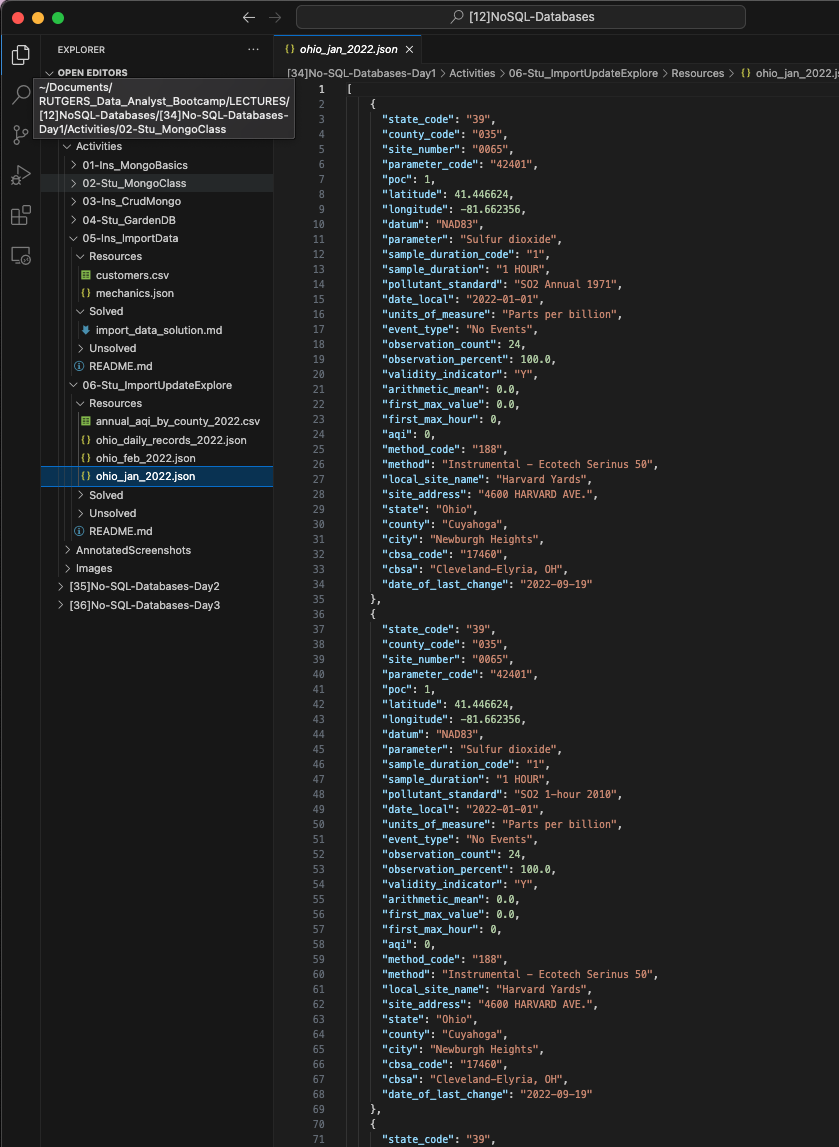 [12]NoSQL-Databases
EXPLORER
ohio_jan_2022.json
OPEN EDITORS
[34]No-SQL-Databases-Day1 > Activities > 06-Stu_ImportUpdateExplore > Resources > {} ohio_jan_2022.js
~/Documents/
RUTGERS_Data_Analyst_Bootcamp/LECTURES/
[12]NoSQL-Databases/[34]No-SQL-Databases-
Day1/Activities/02-Stu_MongoClass
Activities
01-Ins_MongoBasics
02-Stu_MongoClass
03-Ins_CrudMongo
04-Stu_GardenDB
05-Ins_ImportData
Resources
customers.csv
{} mechanics.json
Solved
import_data_solution.md
Unsolved
README.md
06-Stu_ImportUpdateExplore
Resources
annual_aqi_by_county_2022.csv
{} ohio_daily_records_2022.json
{} ohio_feb_2022.json
{} ohio_jan_2022.json
Solved
Unsolved
README.md
AnnotatedScreenshots
Images
[35]No-SQL-Databases-Day2
[36]No-SQL-Databases-Day3
1 [
2 {
3 "state_code": "39",
4 "county_code": "035",
5 "site_number": "0065",
6 "parameter_code": "42401",
7 "poc": 1,
8 "latitude": 41.446624,
9 "longitude": -81.662356,
10 "datum": "NAD83",
11 "parameter": "Sulfur dioxide",
12 "sample_duration_code": "1",
13 "sample_duration": "1 HOUR",
14 "pollutant_standard": "SO2 Annual 1971",
15 "date_local": "2022-01-01",
16 "units_of_measure": "Parts per billion",
17 "event_type": "No Events",
18 "observation_count": 24,
19 "observation_percent": 100.0,
20 "validity_indicator": "Y",
21 "arithmetic_mean": 0.0,
22 "first_max_value": 0.0,
23 "first_max_hour": 0,
24 "aqi": 0,
25 "method_code": "188",
26 "method": "Instrumental - Ecotech Serinus 50",
27 "local_site_name": "Harvard Yards",
28 "site_address": "4600 HARVARD AVE.",
29 "state": "Ohio",
30 "county": "Cuyahoga",
31 "city": "Newburgh Heights",
32 "cbsa_code": "17460",
33 "cbsa": "Cleveland-Elyria, OH",
34 "date_of_last_change": "2022-09-19"
35 },
36 {
37 "state_code": "39",
38 "county_code": "035",
39 "site_number": "0065",
40 "parameter_code": "42401",
41 "poc": 1,
42 "latitude": 41.446624,
43 "longitude": -81.662356,
44 "datum": "NAD83",
45 "parameter": "Sulfur dioxide",
46 "sample_duration_code": "1",
47 "sample_duration": "1 HOUR",
48 "pollutant_standard": "SO2 1-hour 2010",
49 "date_local": "2022-01-01",
50 "units_of_measure": "Parts per billion",
51 "event_type": "No Events",
52 "observation_count": 24,
53 "observation_percent": 100.0,
54 "validity_indicator": "Y",
55 "arithmetic_mean": 0.0,
56 "first_max_value": 0.0,
57 "first_max_hour": 0,
58 "aqi": 0,
59 "method_code": "188",
60 "method": "Instrumental - Ecotech Serinus 50",
61 "local_site_name": "Harvard Yards",
62 "site_address": "4600 HARVARD AVE.",
63 "state": "Ohio",
64 "county": "Cuyahoga",
65 "city": "Newburgh Heights",
66 "cbsa_code": "17460",
67 "cbsa": "Cleveland-Elyria, OH",
68 "date_of_last_change": "2022-09-19"
69 },
70 {
71 "state_code": "39",